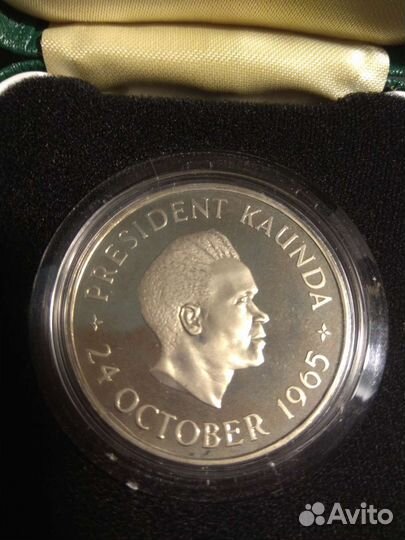 PRESIDENT KAUNDA
24 OCTOBER 1965
Avito